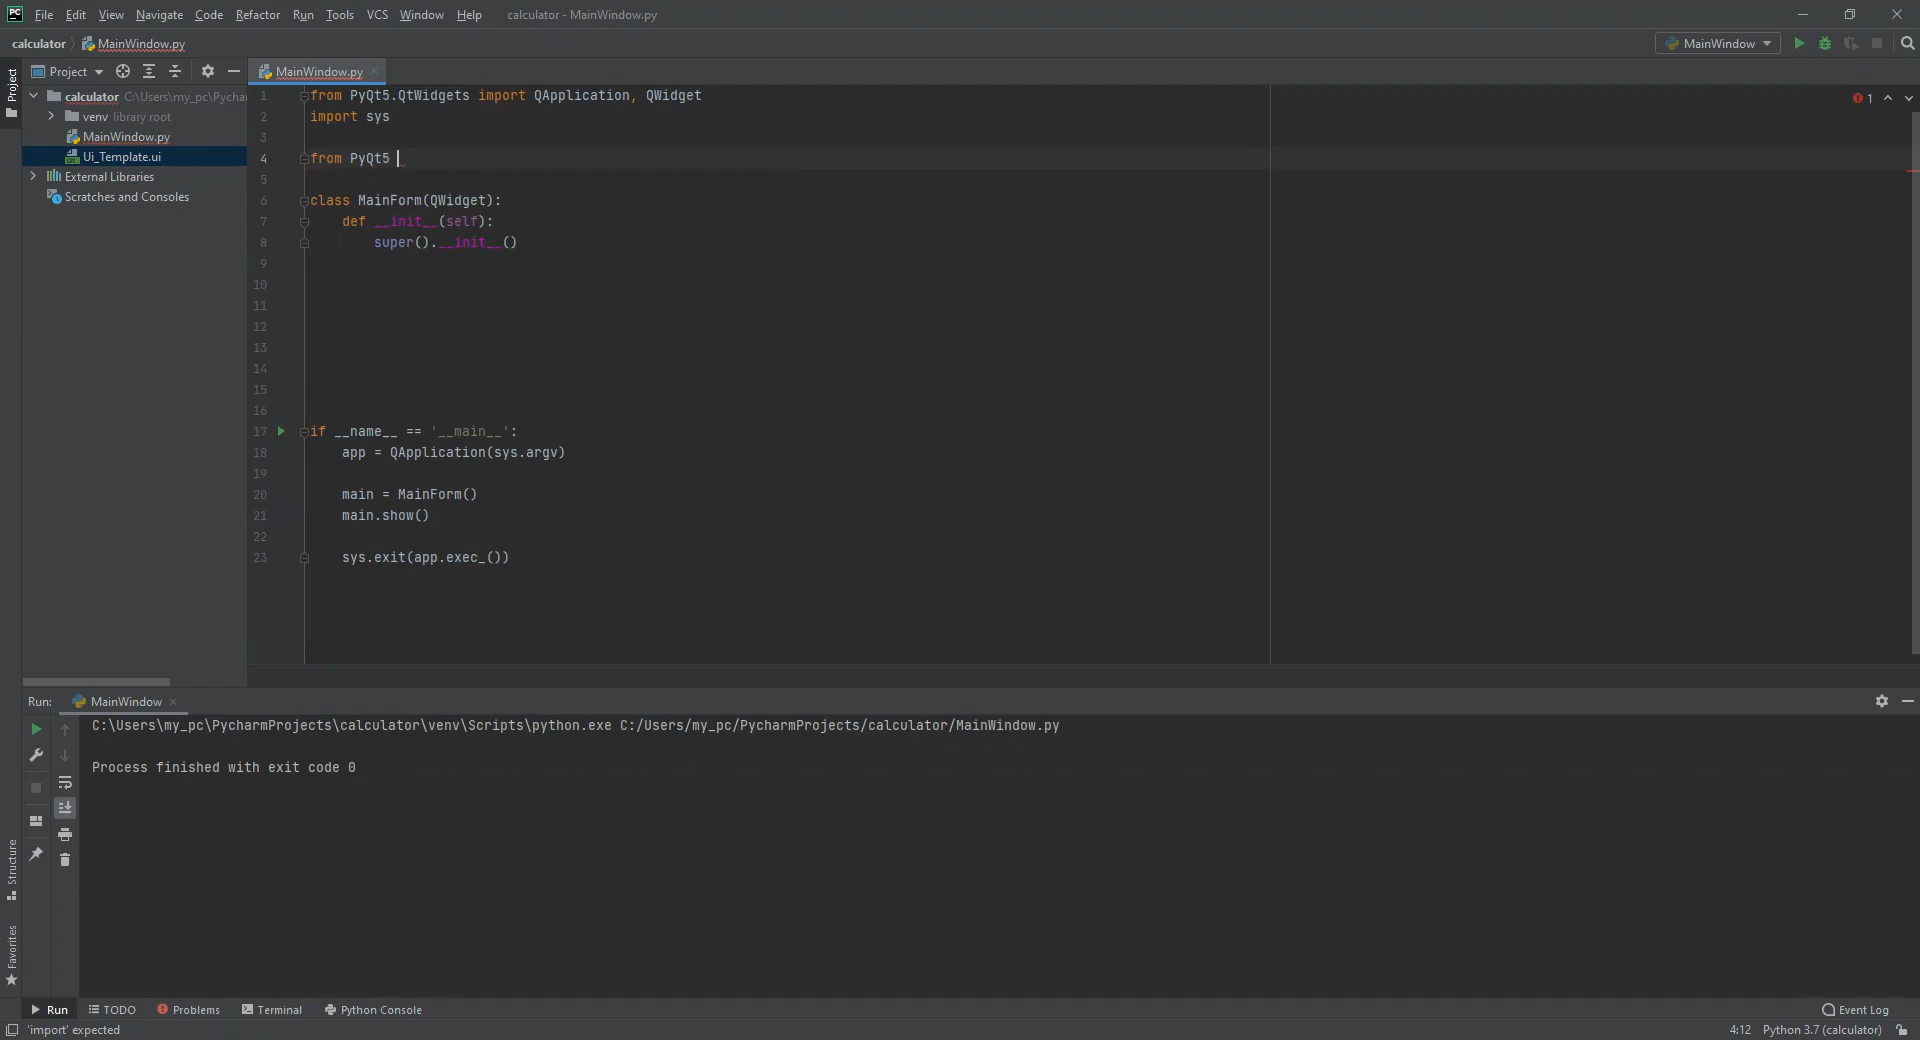 PC File Edit View Navigate Code Refactor Run Tools VCS Window Help calculator - MainWindow.py
calculator MainWindow.py MainWindow
Project Project MainWindow.py
calculator C:\Users\my_pc\Pychar
venv library root
MainWindow.py
Ui_Template.ui
External Libraries
Scratches and Consoles
1 from PyQt5.QtWidgets import QApplication, QWidget 1
2 import sys
3
4 from PyQt5
5
6 class MainForm(QWidget):
7 def __init__(self):
8 super().__init__()
9
10
11
12
13
14
15
16
17 if __name__ == '__main__':
18 app = QApplication(sys.argv)
19
20 main = MainForm()
21 main.show()
22
23 sys.exit(app.exec_())
Run: MainWindow
C:\Users\my_pc\PycharmProjects\calculator\venv\Scripts\python.exe C:/Users/my_pc/PycharmProjects/calculator/MainWindow.py
Process finished with exit code 0
Structure
Favorites
Run TODO Problems Terminal Python Console Event Log
'import' expected 4:12 Python 3.7 (calculator)